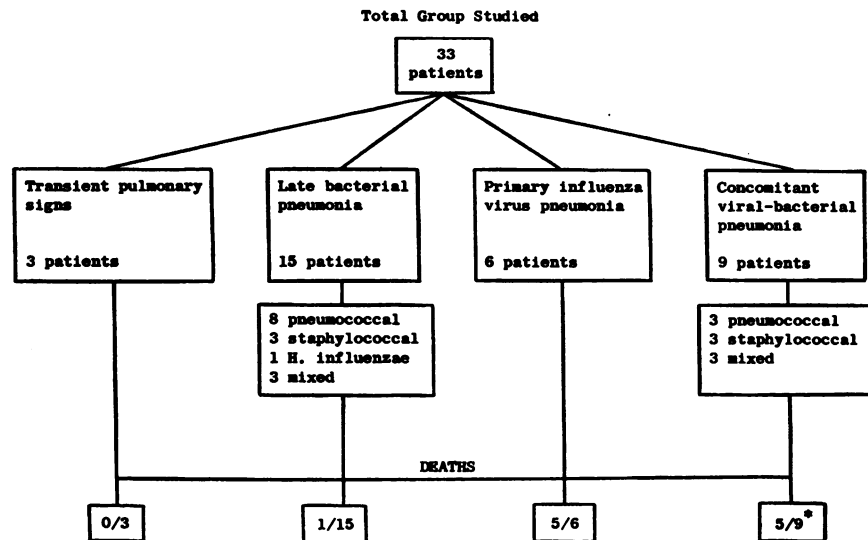 Total Group Studied
33
patients
Transient pulmonary
signs
3 patients
Late bacterial
pneumonia
15 patients
Primary influenza
virus pneumonia
6 patients
Concomitant
viral-bacterial
pneumonia
9 patients
8 pneumococcal
3 staphylococcal
1 H. influenzae
3 mixed
3 pneumococcal
3 staphylococcal
3 mixed
DEATHS
0/3
1/15
5/6
5/9*